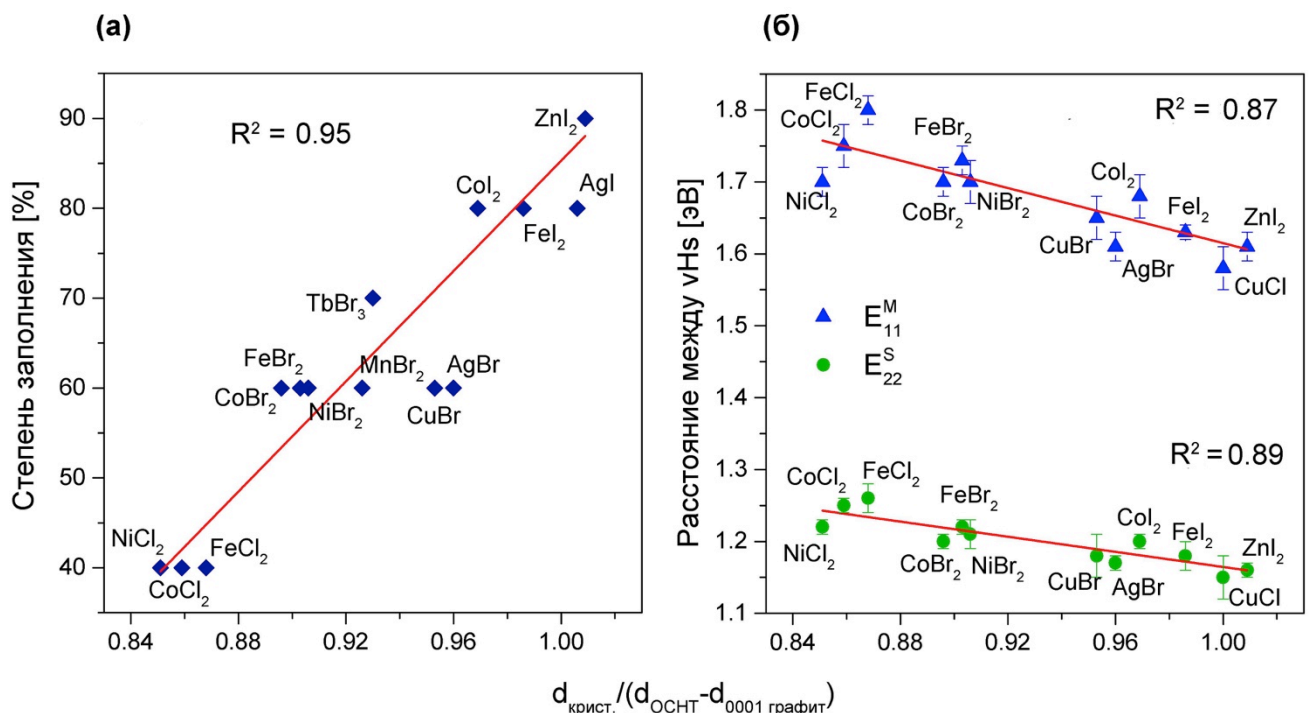 (а)
R² = 0.95
Степень заполнения [%]
90
80
70
60
50
40
0.84
0.88
0.92
0.96
1.00
ZnI₂
AgI
CoI₂
FeI₂
TbBr₃
FeBr₂
MnBr₂
AgBr
CoBr₂
NiBr₂
CuBr
NiCl₂
FeCl₂
CoCl₂
(б)
R² = 0.87
Расстояние между vHs [эВ]
1.8
1.7
1.6
1.5
1.4
1.3
1.2
1.1
0.84
0.88
0.92
0.96
1.00
FeCl₂
CoCl₂
FeBr₂
NiCl₂
CoBr₂
NiBr₂
CoI₂
FeI₂
ZnI₂
CuBr
AgBr
CuCl
E₁₁ᴹ
E₂₂ˢ
R² = 0.89
CoCl₂
FeCl₂
FeBr₂
NiCl₂
CoBr₂
NiBr₂
CoI₂
FeI₂
ZnI₂
CuBr
AgBr
CuCl
d крист./(d ОСНТ-d 0001 графит)